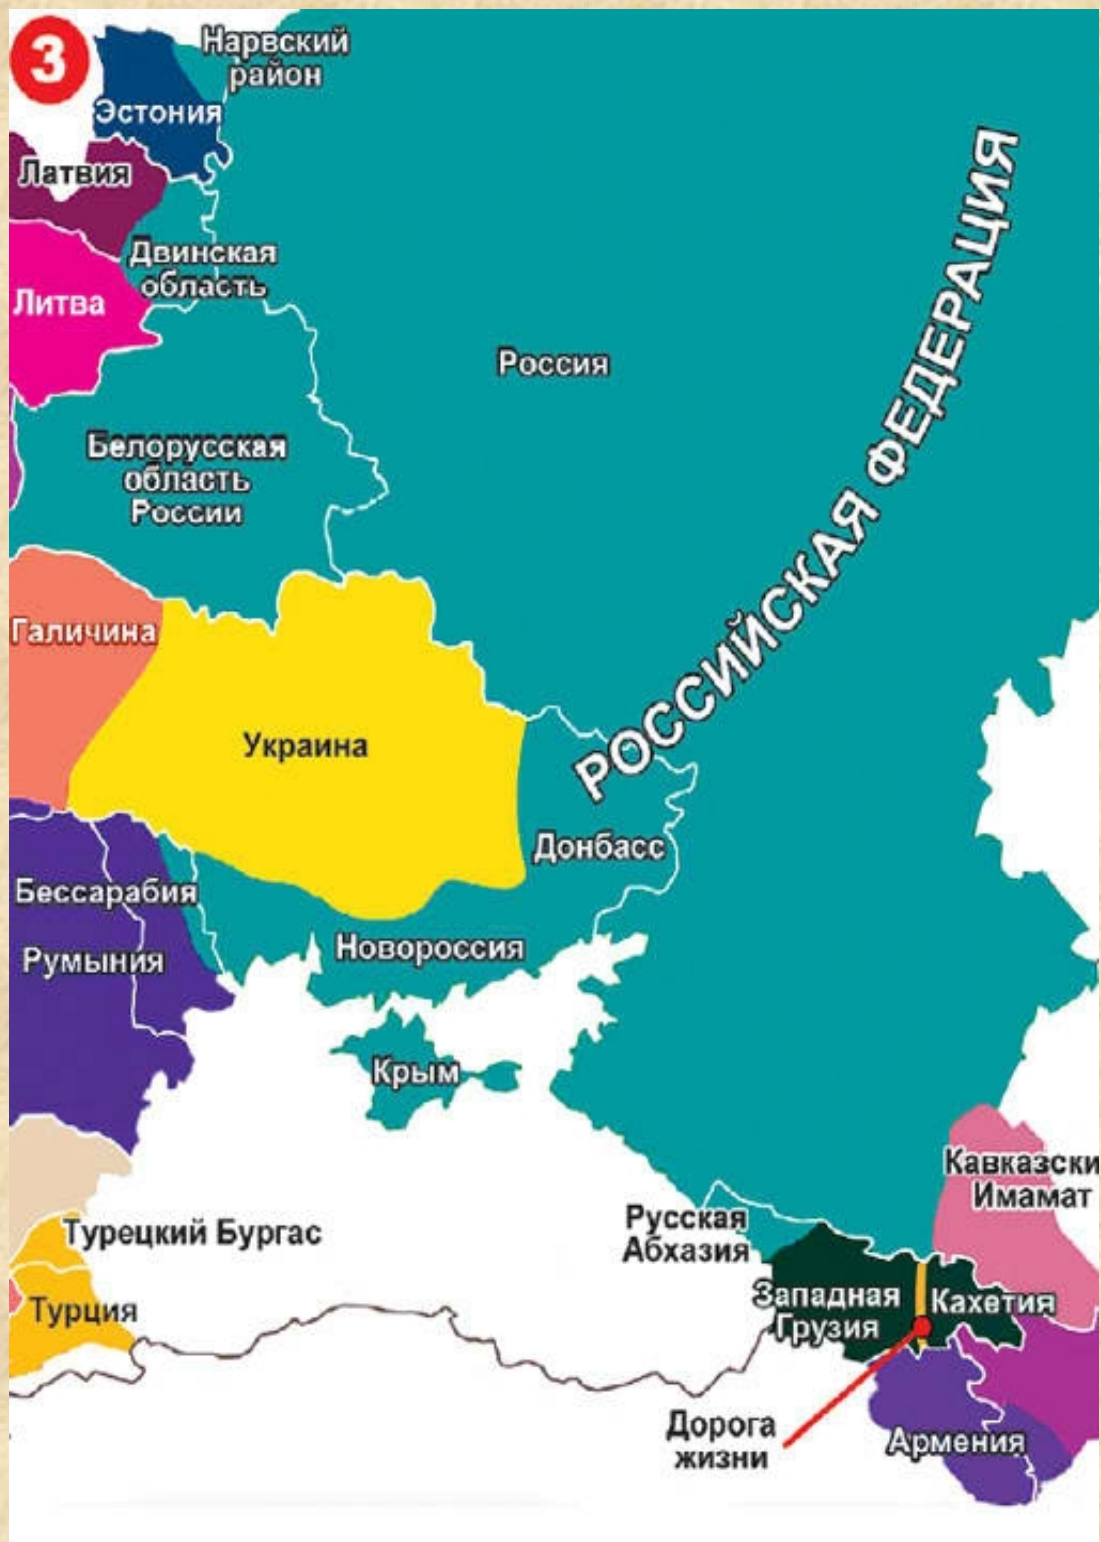 3
Нарвский
район
Эстония
Латвия
Двинская
область
Литва
Россия
РОССИЙСКАЯ ФЕДЕРАЦИЯ
Белорусская
область
России
Галичина
Украина
Донбасс
Бессарабия
Новороссия
Румыния
Крым
Кавказски
Имамат
Русская
Абхазия
Турецкий Бургас
Западная
Грузия
Кахетия
Турция
Дорога
жизни
Армения